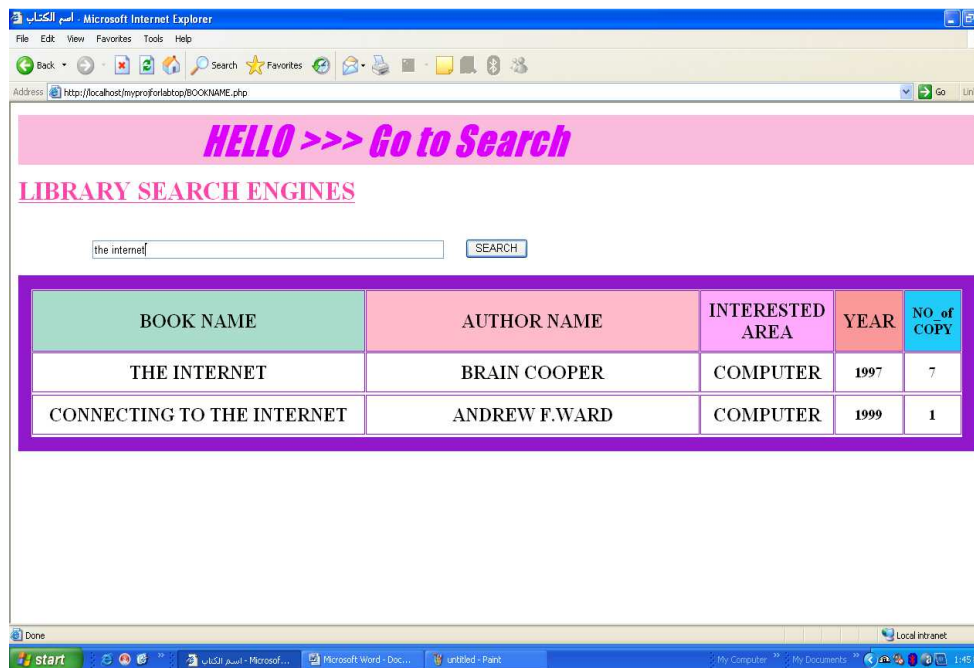 اسم الكتاب - Microsoft Internet Explorer
File Edit View Favorites Tools Help
Back Search Favorites
Address http://localhost/myprojforlabtop/BOOKNAME.php Go
HELLO >>> Go to Search
LIBRARY SEARCH ENGINES
the internet SEARCH
BOOK NAME AUTHOR NAME INTERESTED AREA YEAR NO_of COPY
THE INTERNET BRAIN COOPER COMPUTER 1997 7
CONNECTING TO THE INTERNET ANDREW F.WARD COMPUTER 1999 1
Done Local intranet
start اسم الكتاب - Microsof... Microsoft Word - Doc... untitled - Paint My Computer » My Documents » 1:45